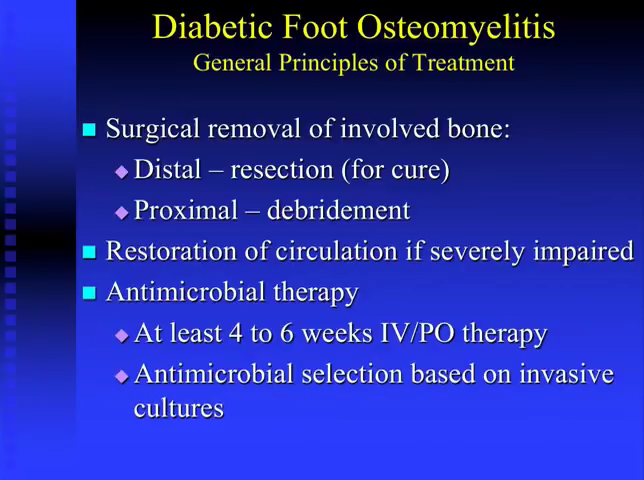 Diabetic Foot Osteomyelitis
General Principles of Treatment
Surgical removal of involved bone:
Distal – resection (for cure)
Proximal – debridement
Restoration of circulation if severely impaired
Antimicrobial therapy
At least 4 to 6 weeks IV/PO therapy
Antimicrobial selection based on invasive
cultures